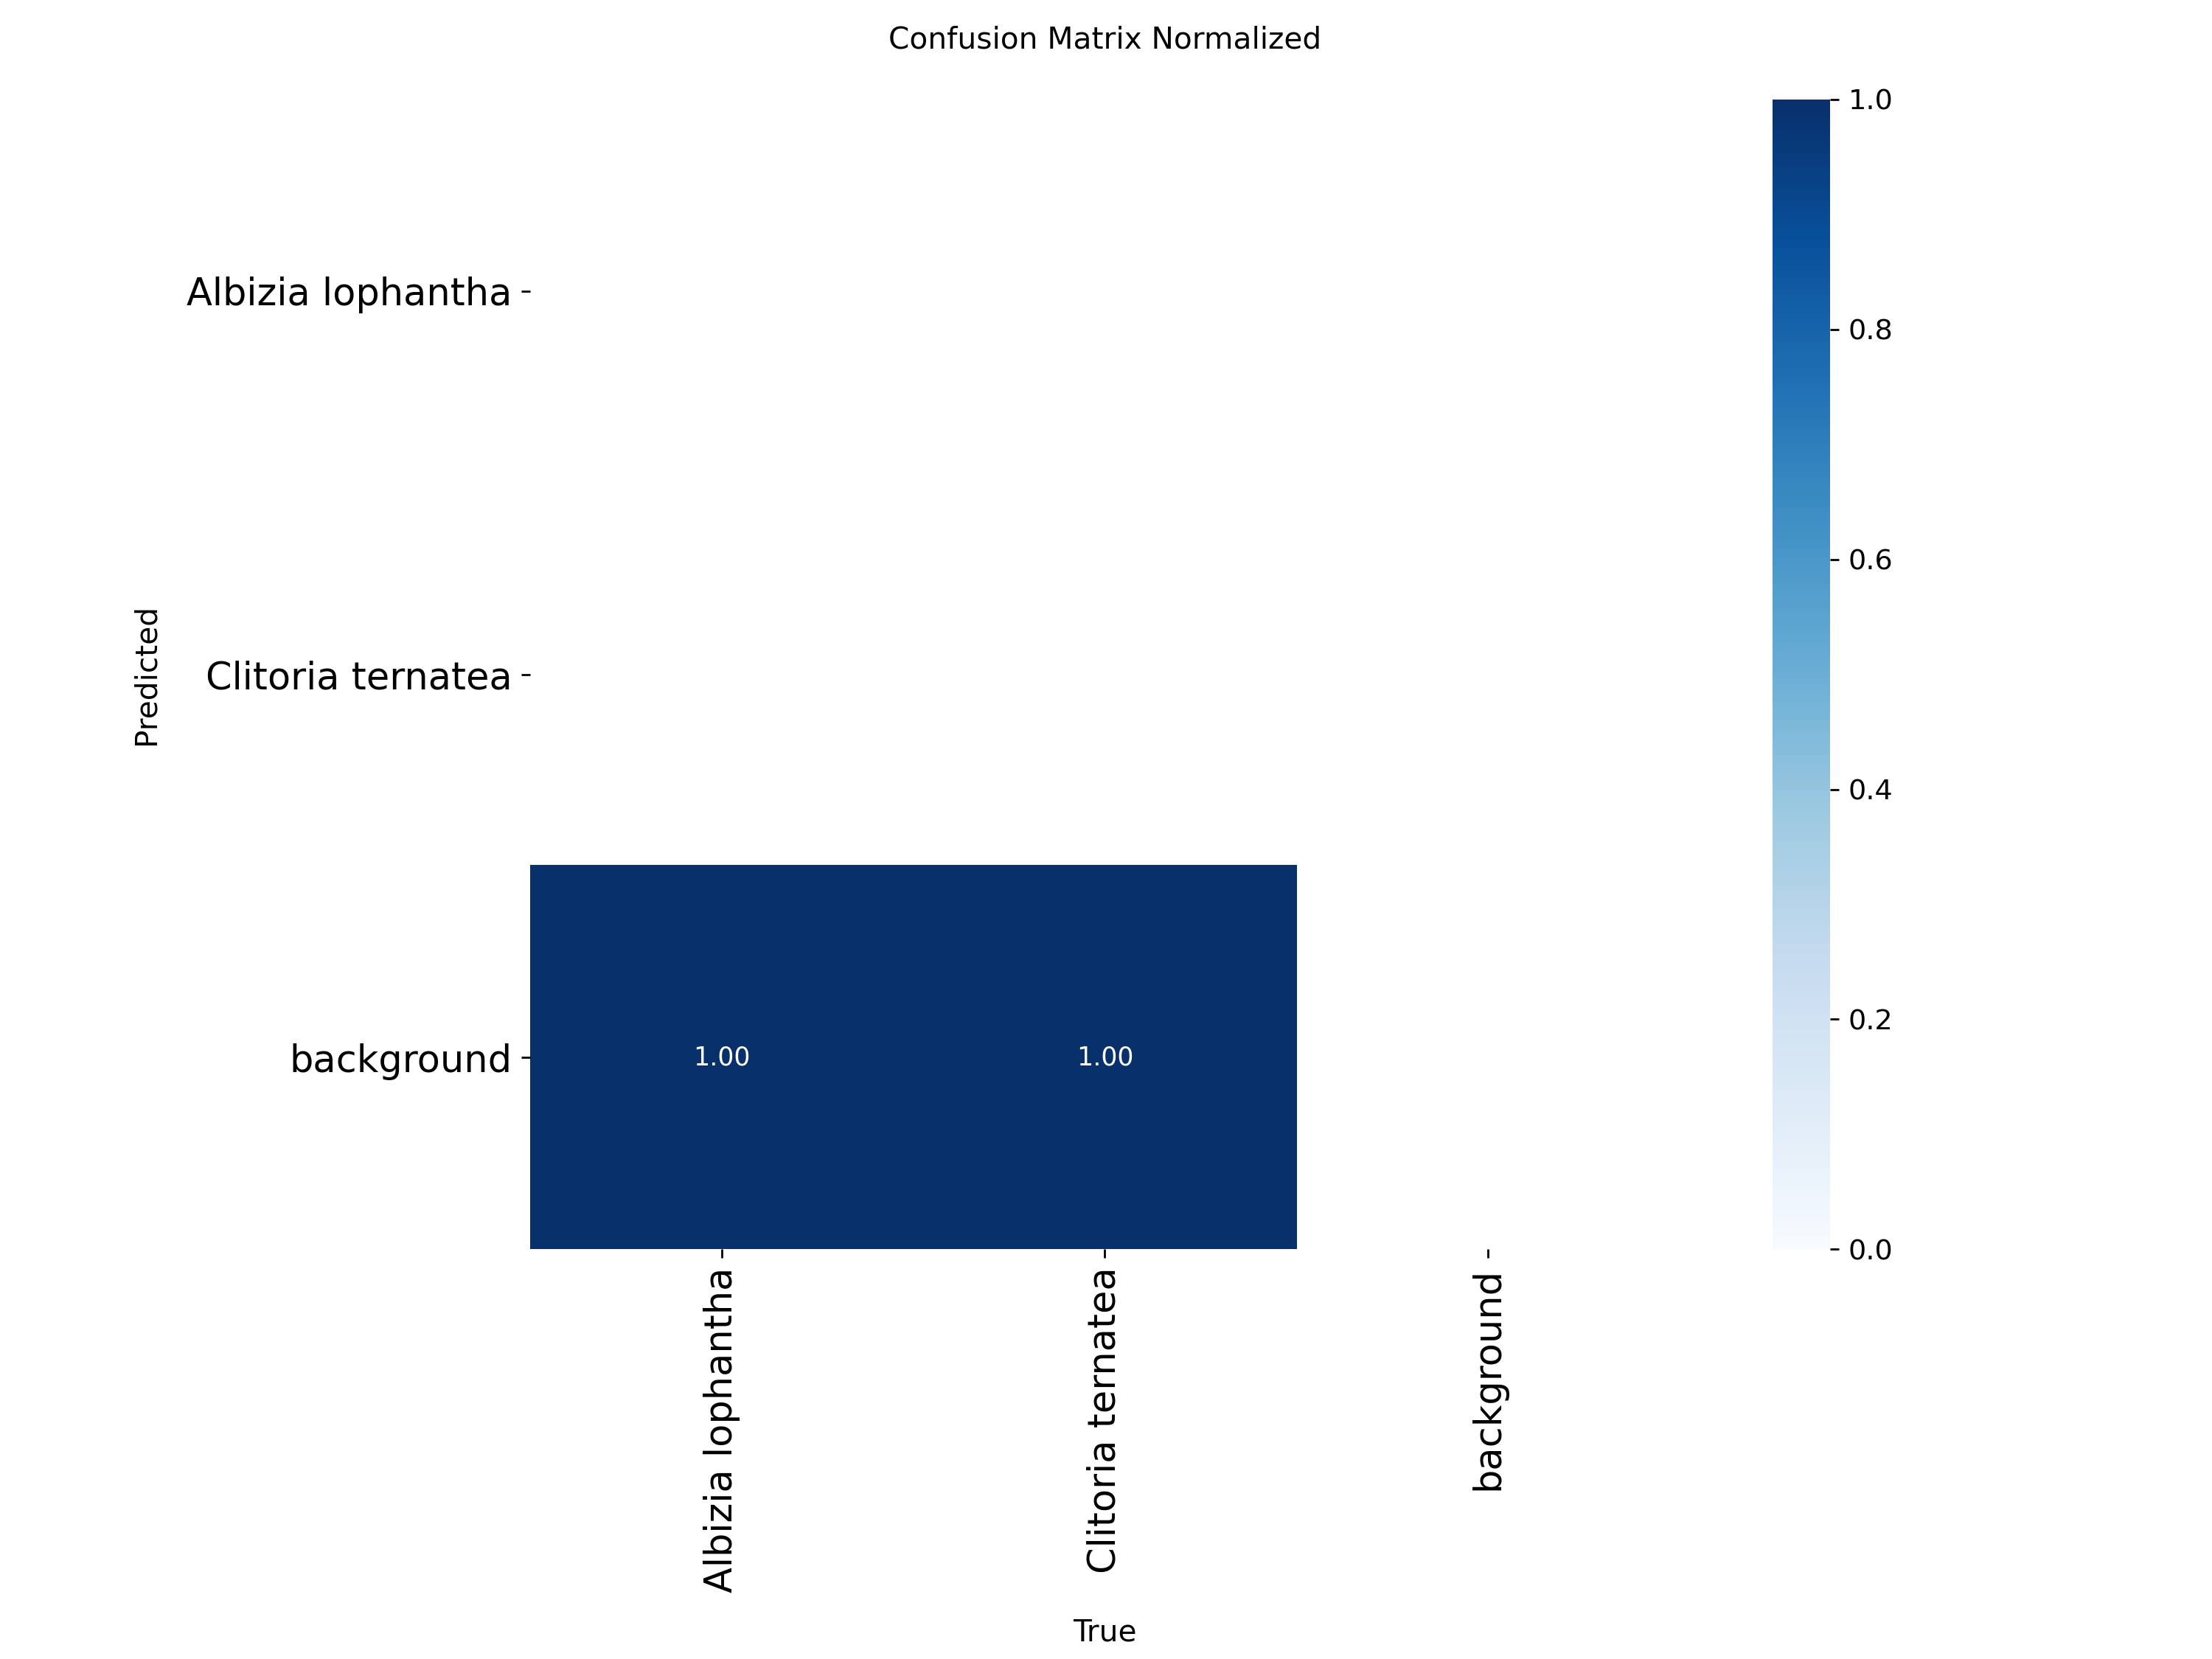 Confusion Matrix Normalized
Predicted
Albizia lophantha
Clitoria ternatea
background
1.00
1.00
Albizia lophantha
Clitoria ternatea
background
True
1.0
0.8
0.6
0.4
0.2
0.0